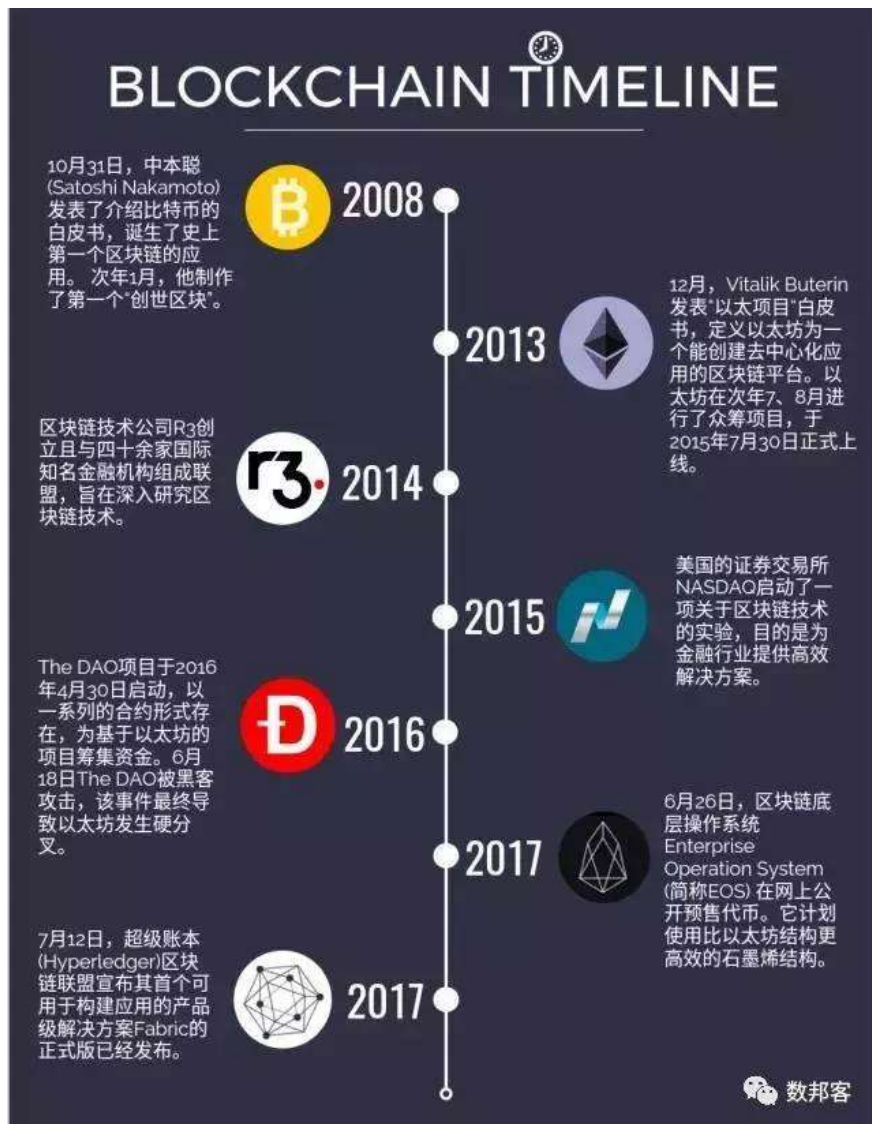 BLOCKCHAIN TIMELINE
10月31日，中本聪
(Satoshi Nakamoto)
发表了介绍比特币的
白皮书，诞生了史上
第一个区块链的应
用。 次年1月，他制作
了第一个“创世区块”。
2008
2013
12月，Vitalik Buterin
发表“以太项目“白皮
书，定义以太坊为一
个能创建去中心化应
用的区块链平台。以
太坊在次年7、8月进
行了众筹项目，于
2015年7月30日正式上
线。
区块链技术公司R3创
立且与四十余家国际
知名金融机构组成联
盟，旨在深入研究区
块链技术。
r3.
2014
2015
美国的证券交易所
NASDAQ启动了一
项关于区块链技术
的实验，目的是为
金融行业提供高效
解决方案。
The DAO项目于2016
年4月30日启动，以
一系列的合约形式存
在，为基于以太坊的
项目筹集资金。6月
18日The DAO被黑客
攻击，该事件最终导
致以太坊发生硬分
叉。
2016
2017
6月26日，区块链底
层操作系统
Enterprise
Operation System
(简称EOS) 在网上公
开预售代币。它计划
使用比以太坊结构更
高效的石墨烯结构。
7月12日，超级账本
(Hyperledger)区块
链联盟宣布其首个可
用于构建应用的产品
级解决方案Fabric的
正式版已经发布。
2017
数邦客